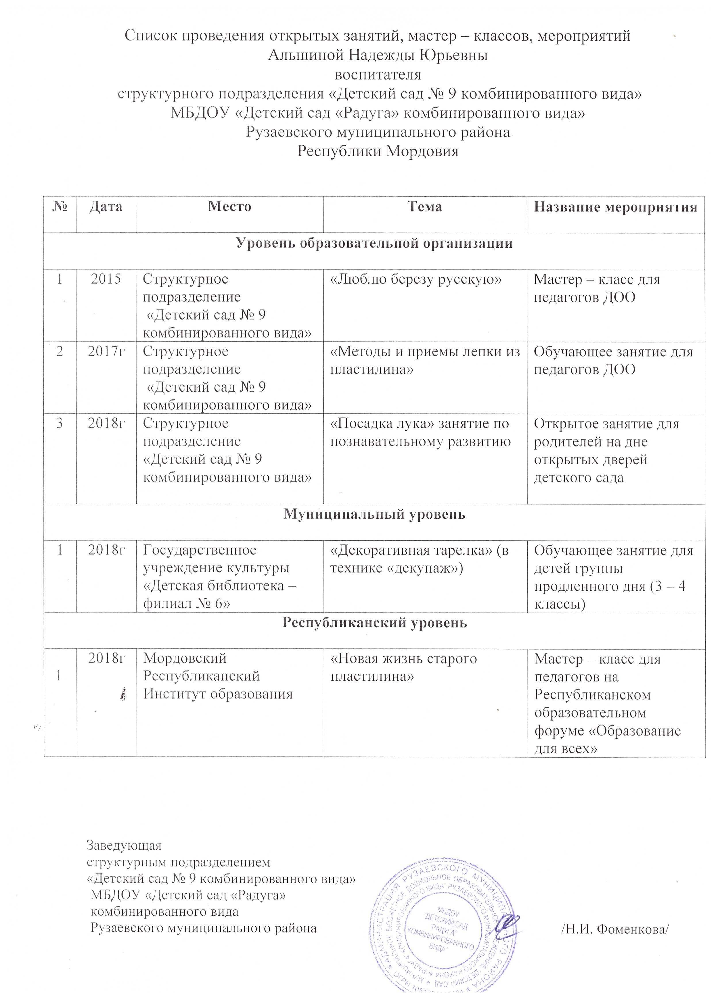 Список проведения открытых занятий, мастер – классов, мероприятий
Альшиной Надежды Юрьевны
воспитателя
структурного подразделения «Детский сад № 9 комбинированного вида»
МБДОУ «Детский сад «Радуга» комбинированного вида»
Рузаевского муниципального района
Республики Мордовия
№ Дата Место Тема Название мероприятия
Уровень образовательной организации
1 2015 Структурное «Люблю березу русскую» Мастер – класс для
подразделение педагогов ДОО
«Детский сад № 9
комбинированного вида»
2 2017г Структурное «Методы и приемы лепки из Обучающее занятие для
подразделение пластилина» педагогов ДОО
«Детский сад № 9
комбинированного вида»
3 2018г Структурное «Посадка лука» занятие по Открытое занятие для
подразделение познавательному развитию родителей на дне
«Детский сад № 9 открытых дверей
комбинированного вида» детского сада
Муниципальный уровень
1 2018г Государственное «Декоративная тарелка» (в Обучающее занятие для
учреждение культуры технике «декупаж») детей группы
«Детская библиотека – продленного дня (3 – 4
филиал № 6» классы)
Республиканский уровень
2018г Мордовский «Новая жизнь старого Мастер – класс для
1 Республиканский пластилина» педагогов на
Институт образования Республиканском
образовательном
форуме «Образование
для всех»
Заведующая
структурным подразделением
«Детский сад № 9 комбинированного вида»
МБДОУ «Детский сад «Радуга»
комбинированного вида
Рузаевского муниципального района /Н.И. Фоменкова/
АДМИНИСТРАЦИЯ РУЗАЕВСКОГО МУНИЦИПАЛЬНОГО РАЙОНА
МБДОУ
"ДЕТСКИЙ САД
"РАДУГА"
КОМБИНИРОВАННОГО
ВИДА"